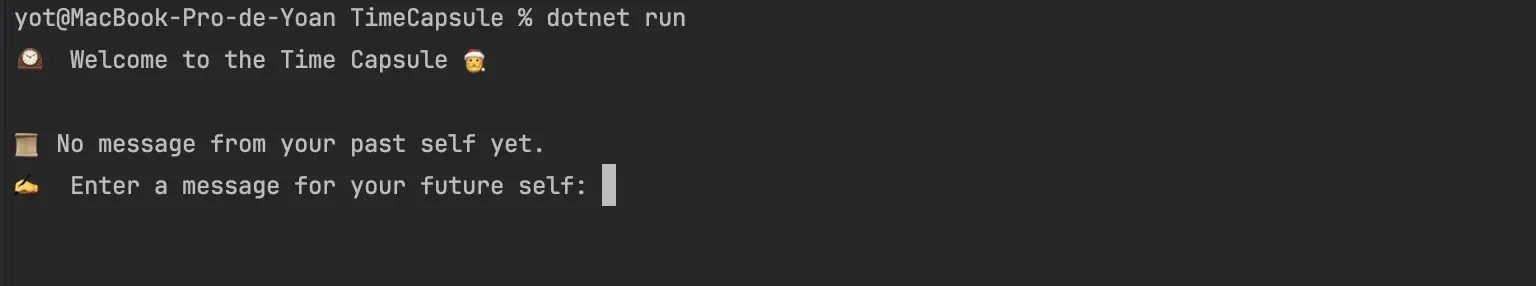 yot@MacBook-Pro-de-Yoan TimeCapsule % dotnet run
🕰️  Welcome to the Time Capsule 🎅
📜 No message from your past self yet.
✍️  Enter a message for your future self: